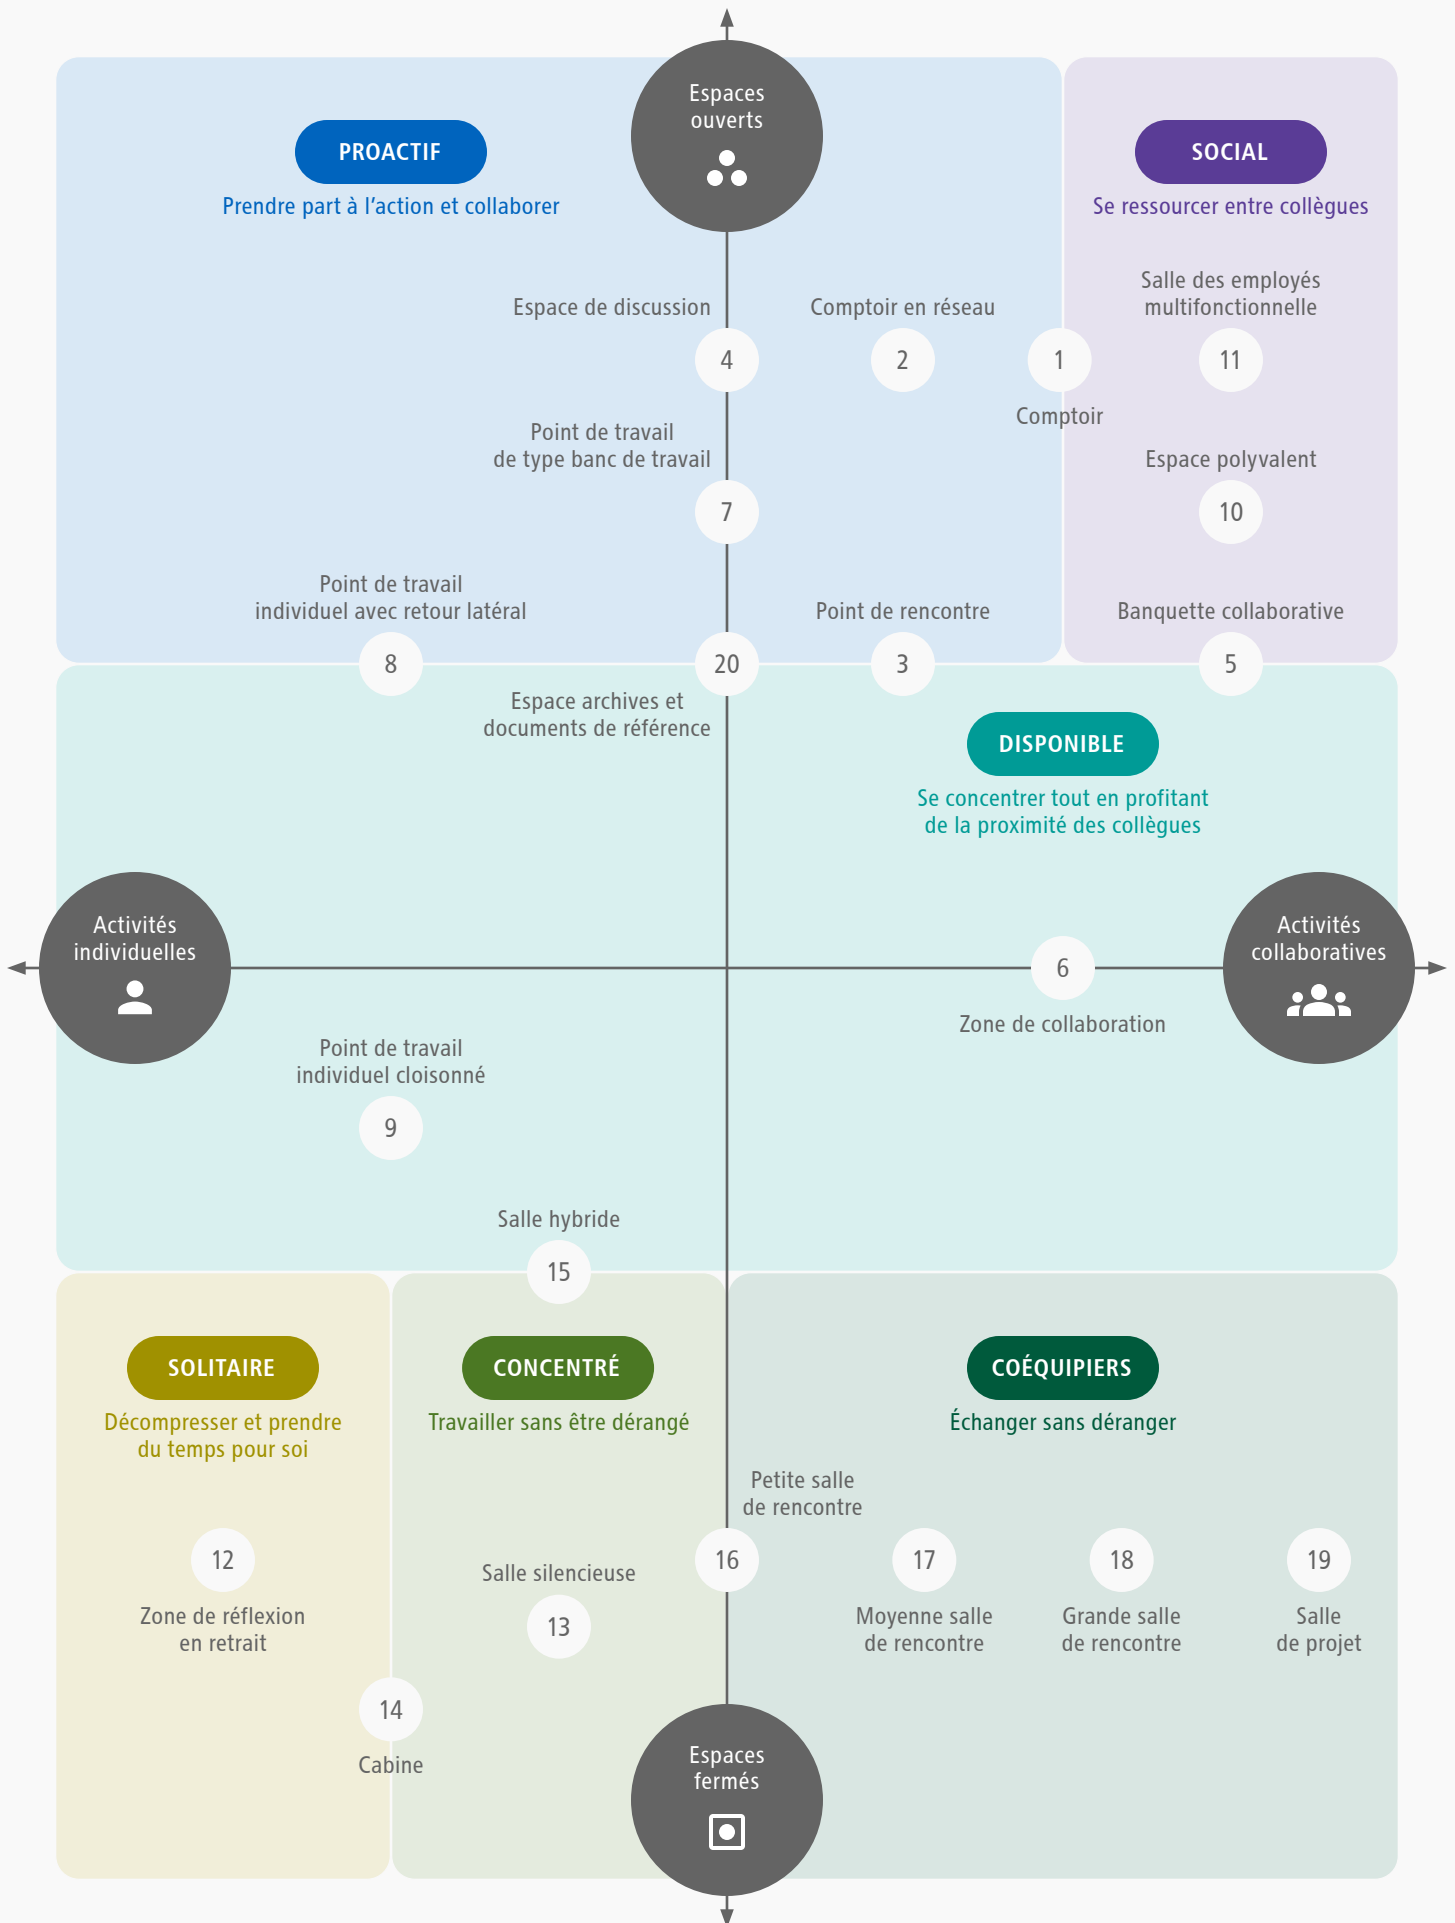 Espaces
ouverts
PROACTIF
Prendre part à l’action et collaborer
SOCIAL
Se ressourcer entre collègues
Espace de discussion
4
Comptoir en réseau
2
1
Comptoir
Salle des employés
multifonctionnelle
11
Point de travail
de type banc de travail
7
Espace polyvalent
10
Point de travail
individuel avec retour latéral
8
20
Espace archives et
documents de référence
Point de rencontre
3
Banquette collaborative
5
DISPONIBLE
Se concentrer tout en profitant
de la proximité des collègues
Activités
individuelles
6
Zone de collaboration
Activités
collaboratives
Point de travail
individuel cloisonné
9
Salle hybride
15
SOLITAIRE
Décompresser et prendre
du temps pour soi
CONCENTRÉ
Travailler sans être dérangé
COÉQUIPIERS
Échanger sans déranger
12
Zone de réflexion
en retrait
Salle silencieuse
13
14
Cabine
Petite salle
de rencontre
16
17
Moyenne salle
de rencontre
18
Grande salle
de rencontre
19
Salle
de projet
Espaces
fermés